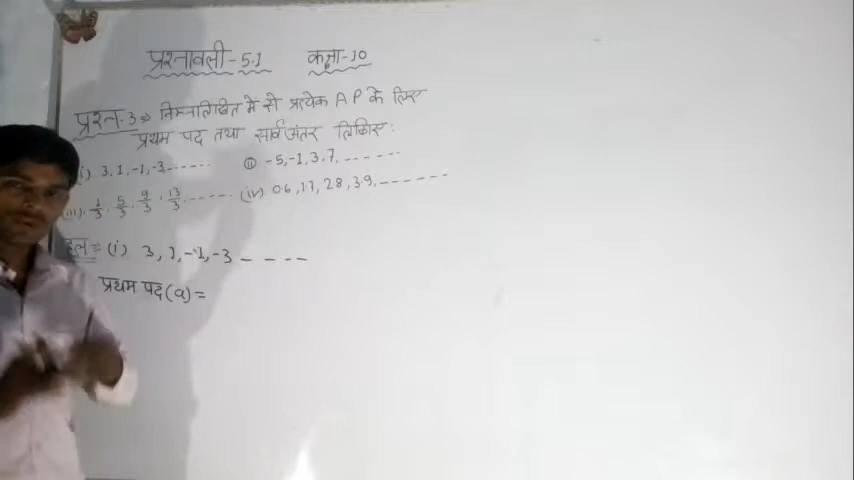 प्रश्नावली-5.1 कक्षा-10
प्रश्न-3⇒ निम्नलिखित में से प्रत्येक A P के लिए
प्रथम पद तथा सार्व अंतर लिखिए:
(i) 3, 1, -1, -3------ (ii) -5, -1, 3, 7, ------
(iii) 1/3, 5/3, 9/3, 13/3, ----- (iv) 0.6, 1.7, 2.8, 3.9, ------
हल⇒ (i) 3, 1, -1, -3 ----
प्रथम पद (a) =